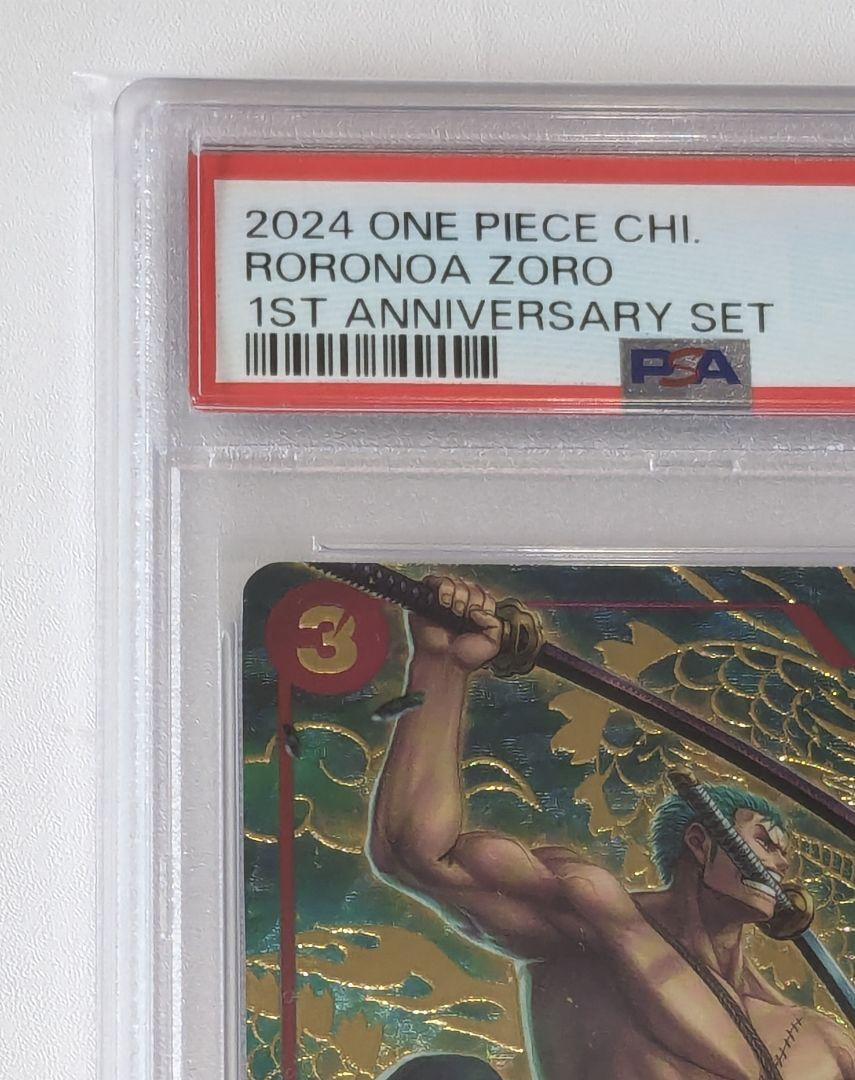 2024 ONE PIECE CHI.
RORONOA ZORO
1ST ANNIVERSARY SET
PSA
3